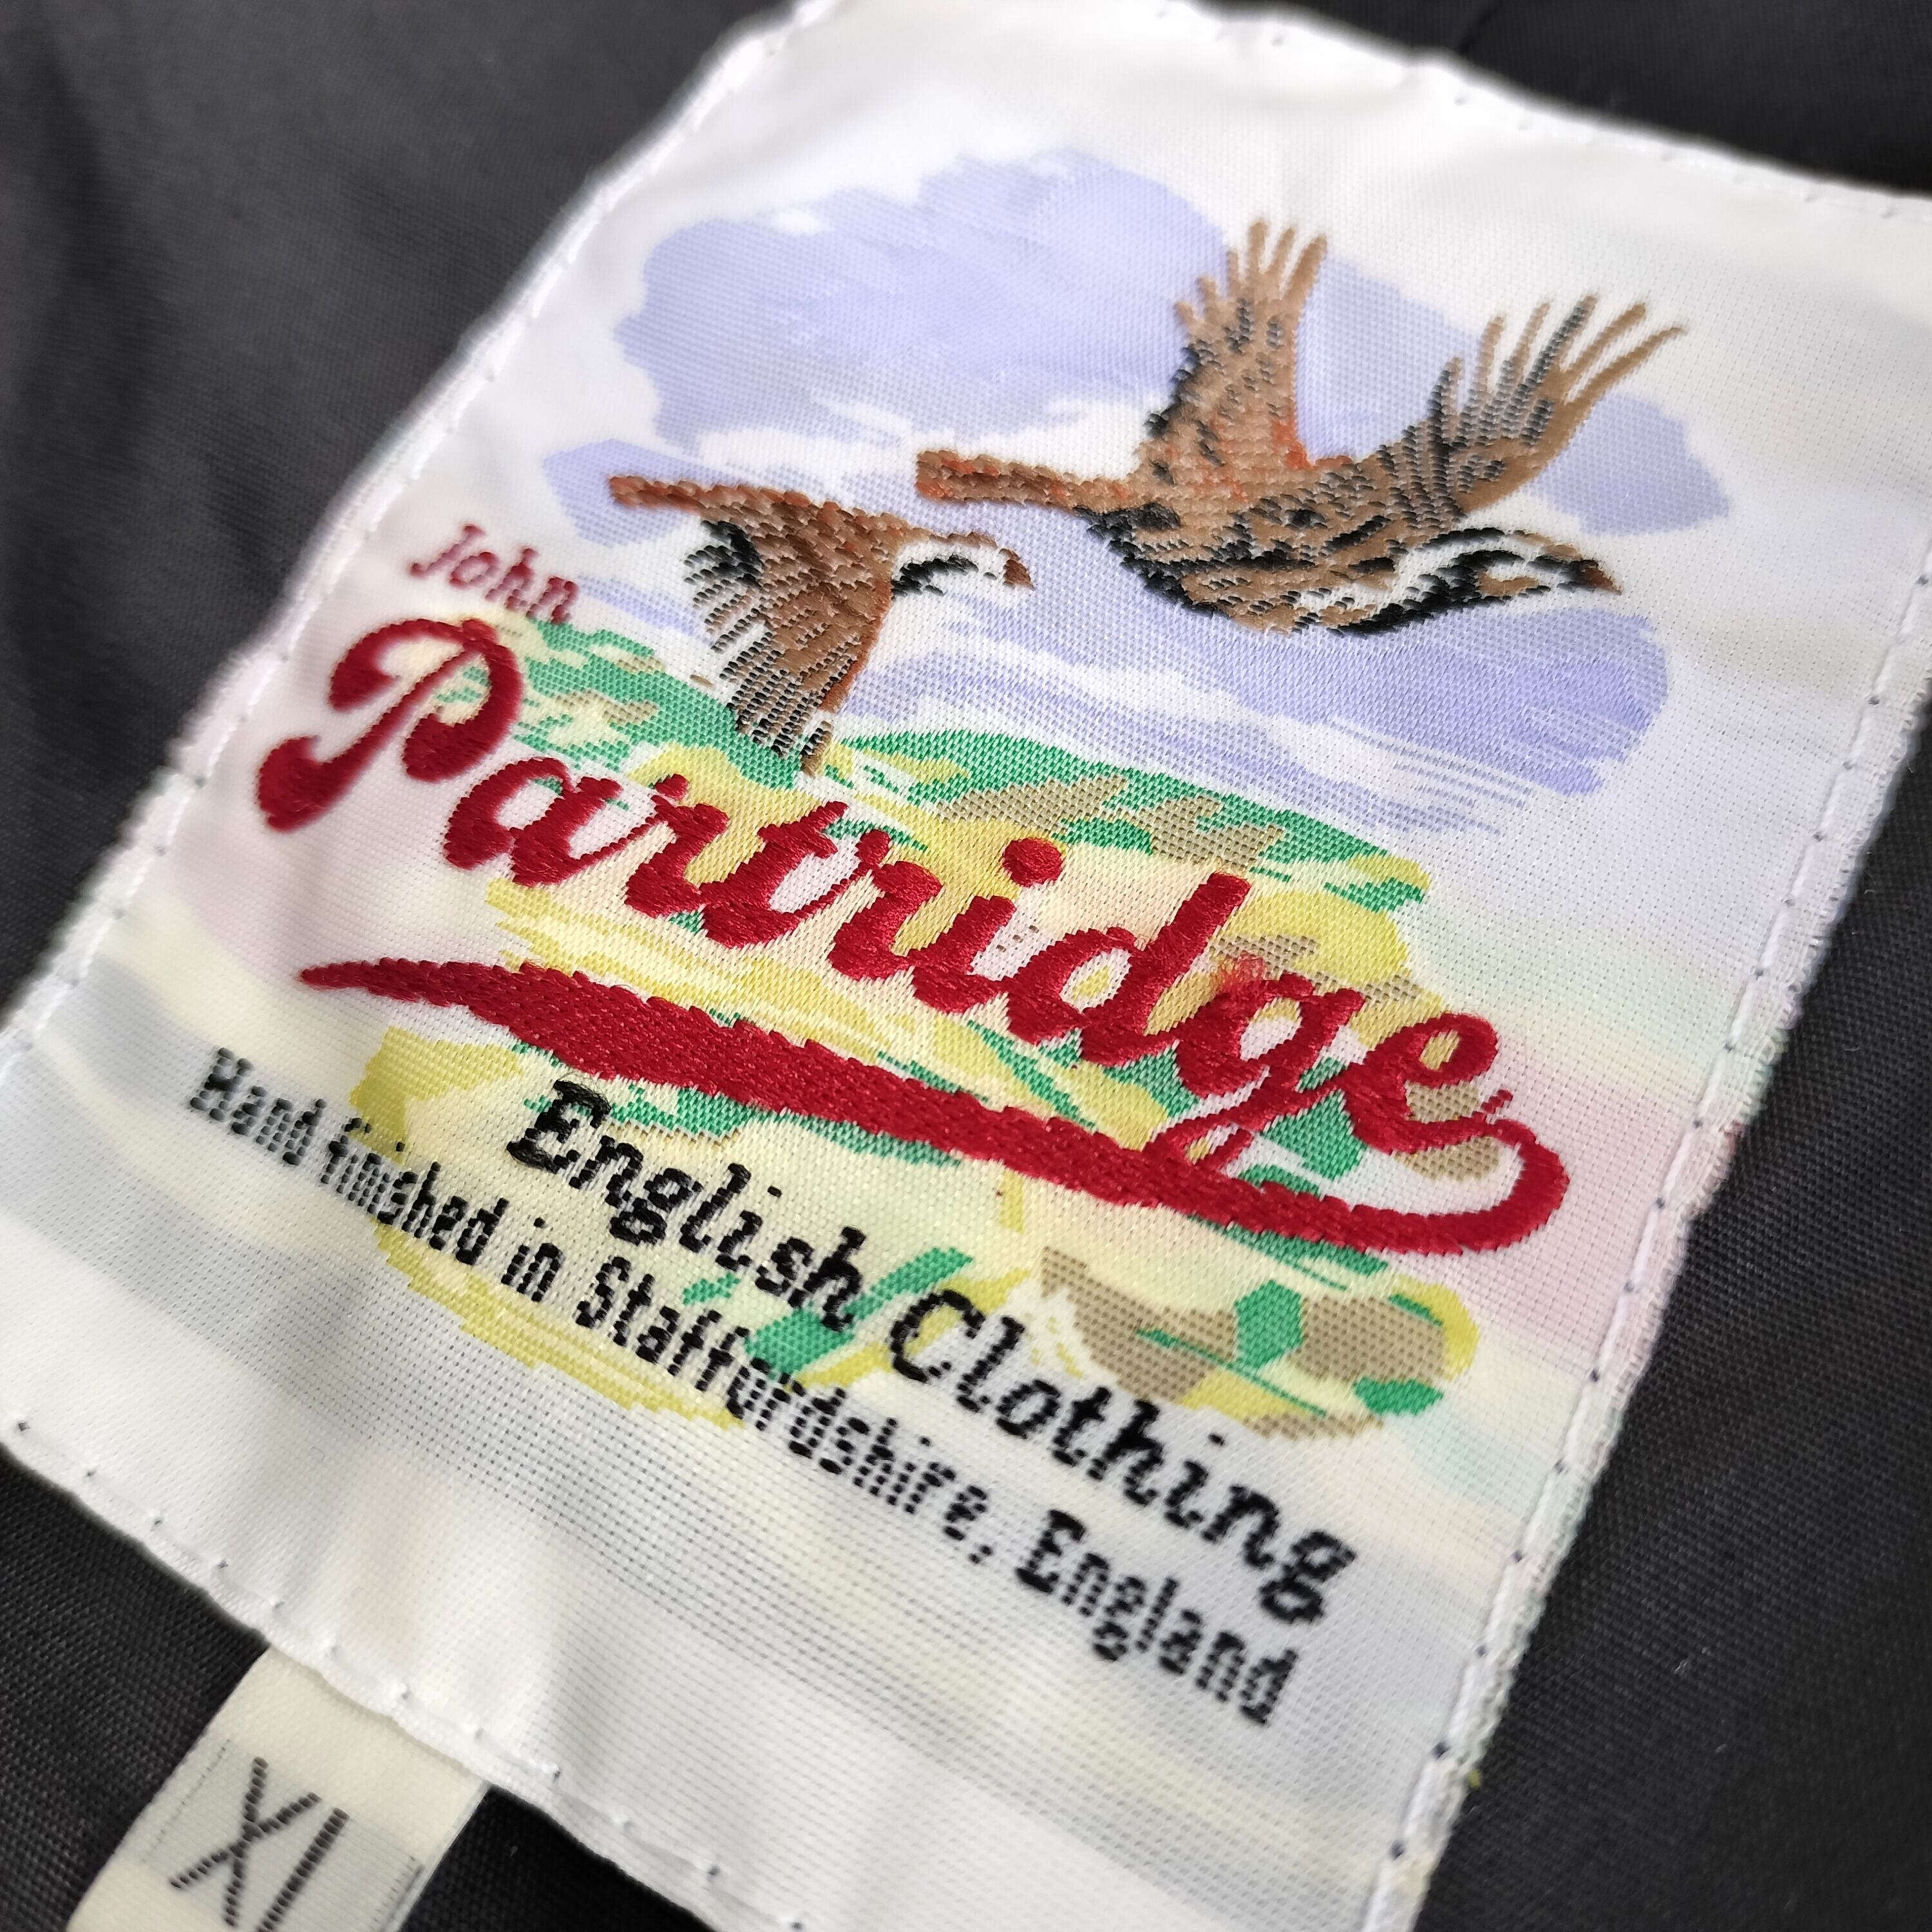 John
Partridge
English Clothing
Hand finished in Staffordshire, England
XL